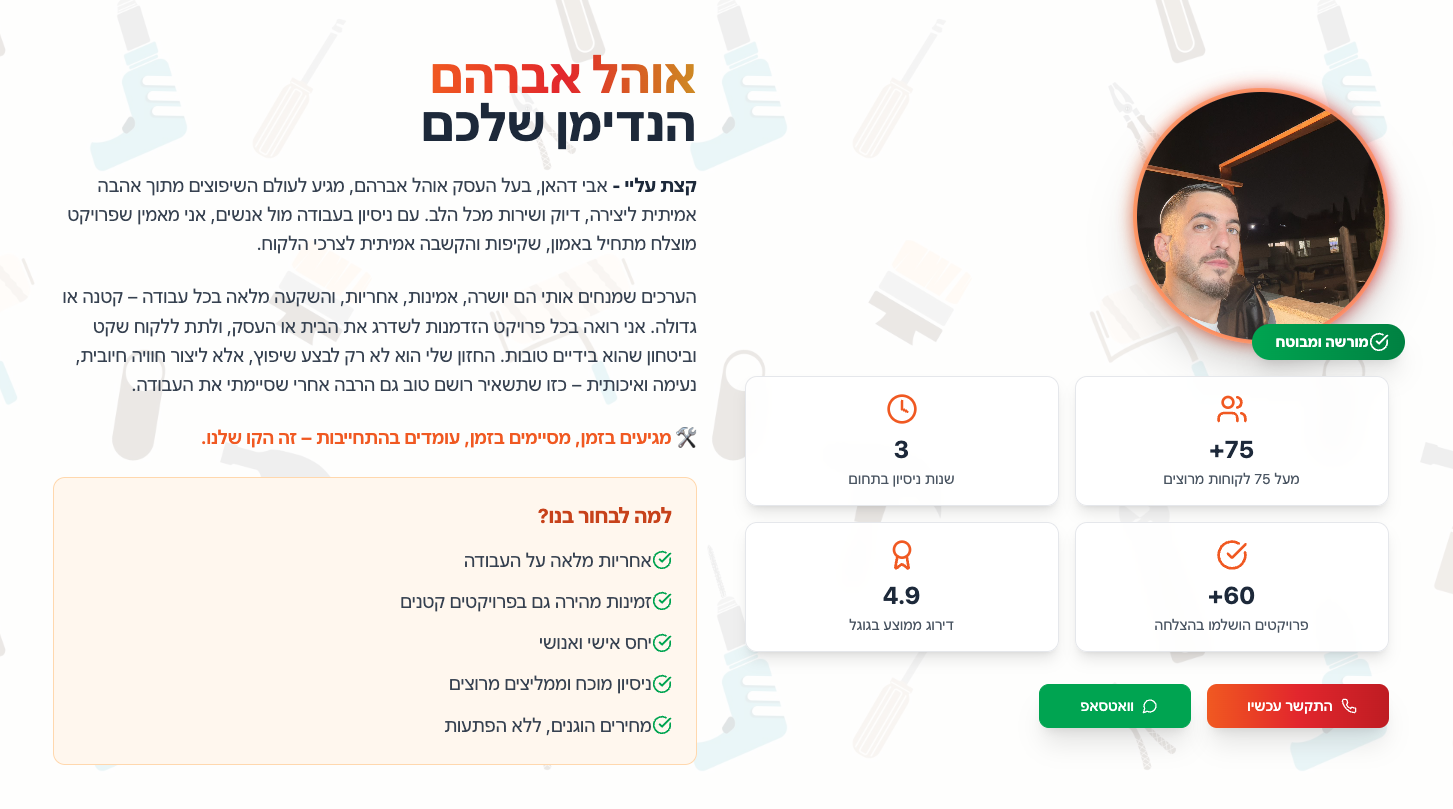 אוהל אברהם
הנדימן שלכם
קצת עליי - אבי דהאן, בעל העסק אוהל אברהם, מגיע לעולם השיפוצים מתוך אהבה
אמיתית ליצירה, דיוק ושירות מכל הלב. עם ניסיון בעבודה מול אנשים, אני מאמין שפרויקט
מוצלח מתחיל באמון, שקיפות והקשבה אמיתית לצרכי הלקוח.
הערכים שמנחים אותי הם יושרה, אמינות, אחריות, והשקעה מלאה בכל עבודה – קטנה או
גדולה. אני רואה בכל פרויקט הזדמנות לשדרג את הבית או העסק, ולתת ללקוח שקט
וביטחון שהוא בידיים טובות. החזון שלי הוא לא רק לבצע שיפוץ, אלא ליצור חוויה חיובית,
נעימה ואיכותית – כזו שתשאיר רושם טוב גם הרבה אחרי שסיימתי את העבודה.
🛠️ מגיעים בזמן, מסיימים בזמן, עומדים בהתחייבות – זה הקו שלנו.
למה לבחור בנו?
אחריות מלאה על העבודה
זמינות מהירה גם בפרויקטים קטנים
יחס אישי ואנושי
ניסיון מוכח וממליצים מרוצים
מחירים הוגנים, ללא הפתעות
מורשה ומבוטח
75+
מעל 75 לקוחות מרוצים
3
שנות ניסיון בתחום
60+
פרויקטים הושלמו בהצלחה
4.9
דירוג ממוצע בגוגל
התקשר עכשיו
וואטסאפ